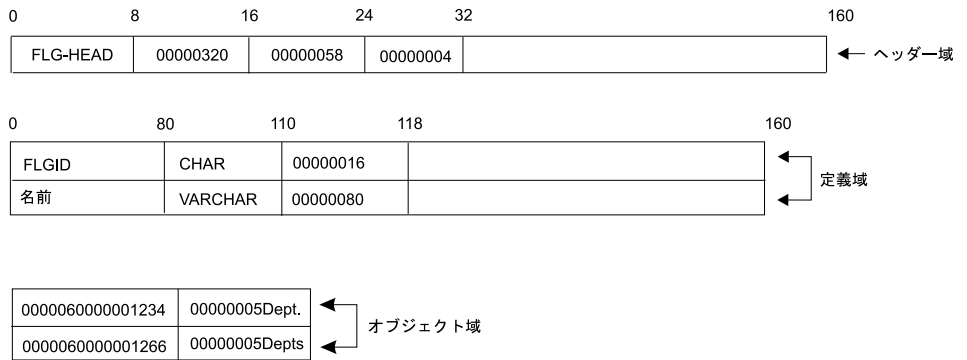 0 8 16 24 32 160
FLG-HEAD 00000320 00000058 00000004 ヘッダー域
0 80 110 118 160
FLGID CHAR 00000016
名前 VARCHAR 00000080
定義域
0000060000001234 00000005Dept.
0000060000001266 00000005Depts
オブジェクト域